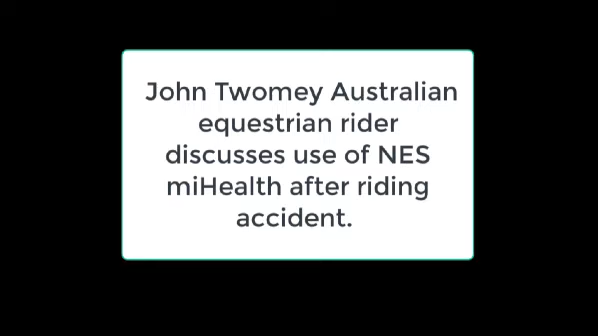 John Twomey Australian
equestrian rider
discusses use of NES
miHealth after riding
accident.